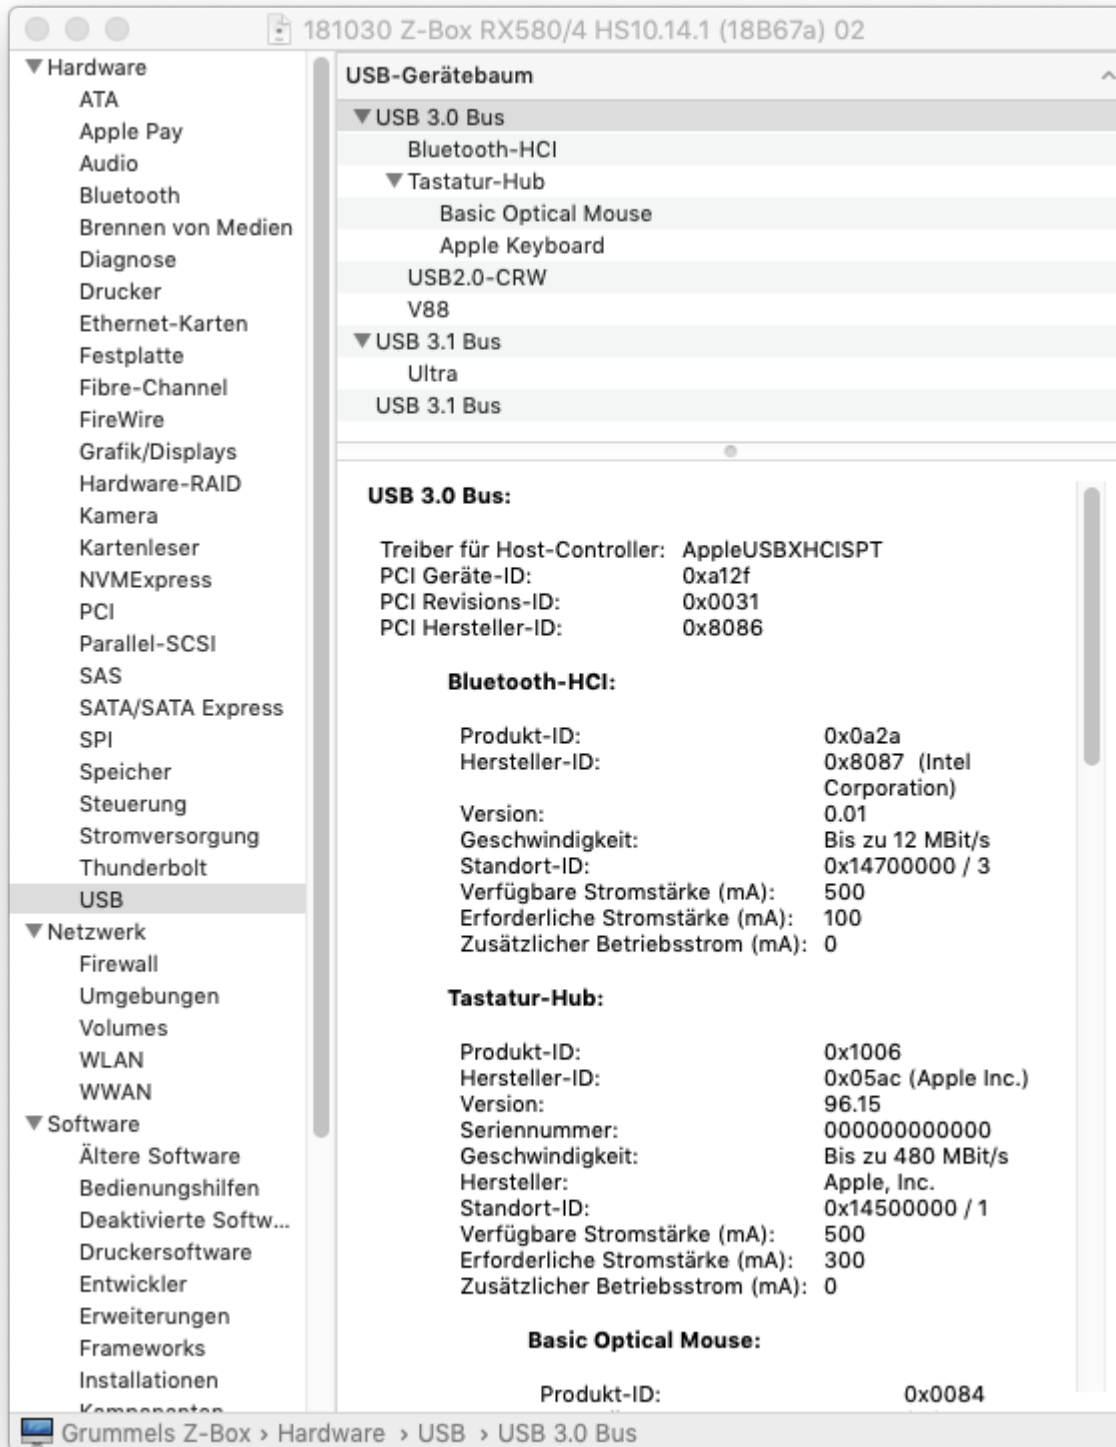 181030 Z-Box RX580/4 HS10.14.1 (18B67a) 02
Hardware
ATA
Apple Pay
Audio
Bluetooth
Brennen von Medien
Diagnose
Drucker
Ethernet-Karten
Festplatte
Fibre-Channel
FireWire
Grafik/Displays
Hardware-RAID
Kamera
Kartenleser
NVMExpress
PCI
Parallel-SCSI
SAS
SATA/SATA Express
SPI
Speicher
Steuerung
Stromversorgung
Thunderbolt
USB
Netzwerk
Firewall
Umgebungen
Volumes
WLAN
WWAN
Software
Ältere Software
Bedienungshilfen
Deaktivierte Softw...
Druckersoftware
Entwickler
Erweiterungen
Frameworks
Installationen
USB-Gerätebaum
USB 3.0 Bus
Bluetooth-HCI
Tastatur-Hub
Basic Optical Mouse
Apple Keyboard
USB2.0-CRW
V88
USB 3.1 Bus
Ultra
USB 3.1 Bus
USB 3.0 Bus:
Treiber für Host-Controller: AppleUSBXHCISPT
PCI Geräte-ID: 0xa12f
PCI Revisions-ID: 0x0031
PCI Hersteller-ID: 0x8086
Bluetooth-HCI:
Produkt-ID: 0x0a2a
Hersteller-ID: 0x8087 (Intel
Corporation)
Version: 0.01
Geschwindigkeit: Bis zu 12 MBit/s
Standort-ID: 0x14700000 / 3
Verfügbare Stromstärke (mA): 500
Erforderliche Stromstärke (mA): 100
Zusätzlicher Betriebsstrom (mA): 0
Tastatur-Hub:
Produkt-ID: 0x1006
Hersteller-ID: 0x05ac (Apple Inc.)
Version: 96.15
Seriennummer: 000000000000
Geschwindigkeit: Bis zu 480 MBit/s
Hersteller: Apple, Inc.
Standort-ID: 0x14500000 / 1
Verfügbare Stromstärke (mA): 500
Erforderliche Stromstärke (mA): 300
Zusätzlicher Betriebsstrom (mA): 0
Basic Optical Mouse:
Produkt-ID: 0x0084
Grummels Z-Box › Hardware › USB › USB 3.0 Bus